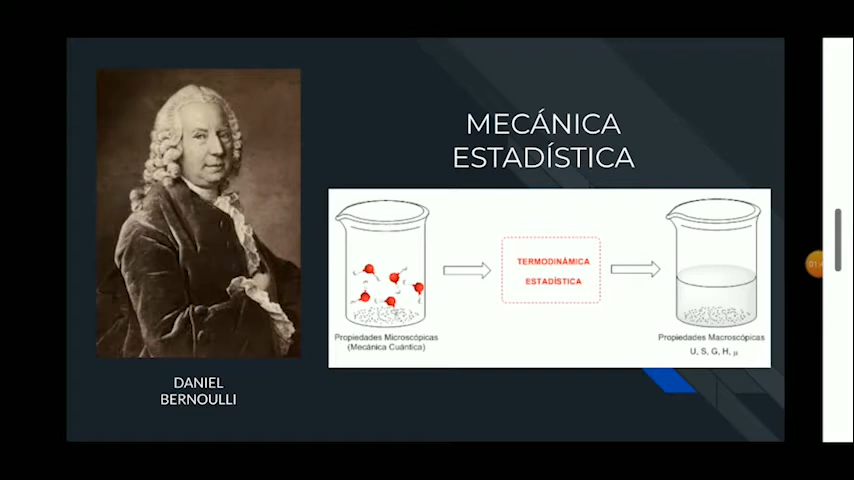 MECÁNICA
ESTADÍSTICA
TERMODINÁMICA
ESTADÍSTICA
Propiedades Microscópicas
(Mecánica Cuántica)
Propiedades Macroscópicas
U, S, G, H, μ
DANIEL
BERNOULLI